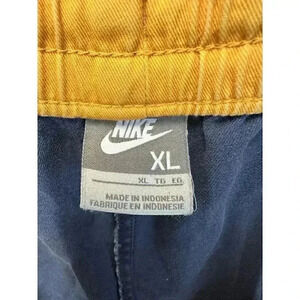 NIKE
XL
XL TG EG
MADE IN INDONESIA
FABRIQUE EN INDONESIE